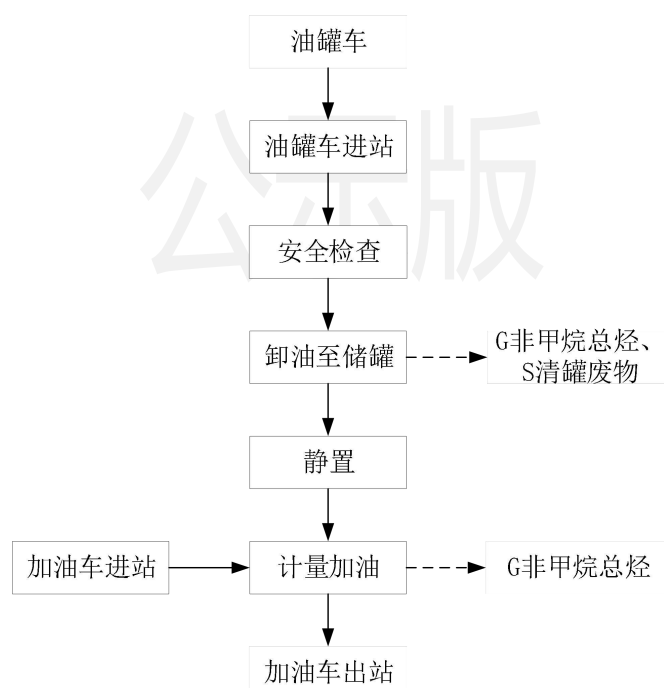 油罐车
油罐车进站
公示版
安全检查
卸油至储罐
G非甲烷总烃、
S清罐废物
静置
加油车进站
计量加油
G非甲烷总烃
加油车出站